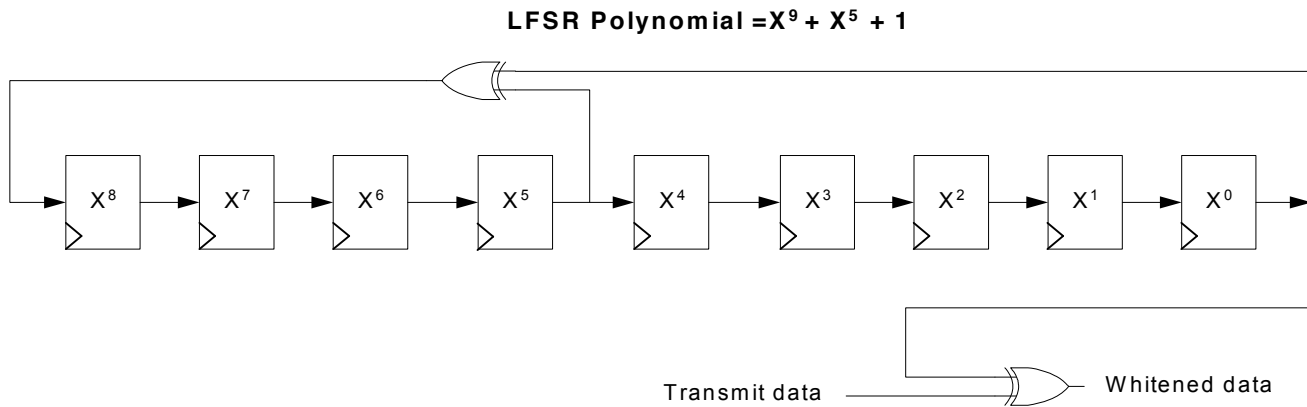 LFSR Polynomial =X⁹ + X⁵ + 1
X⁸ X⁷ X⁶ X⁵ X⁴ X³ X² X¹ X⁰
Transmit data
Whitened data